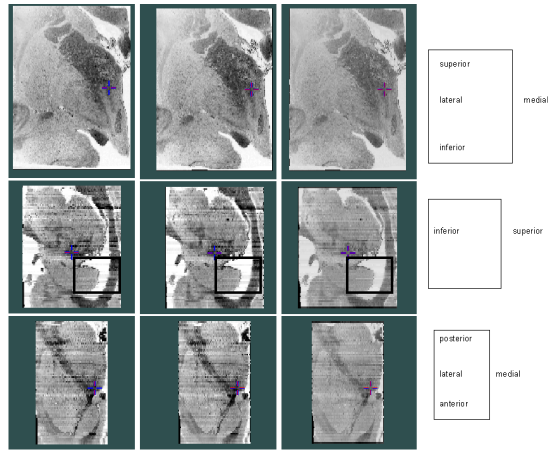 superior
lateral
medial
inferior
inferior
superior
posterior
lateral
medial
anterior